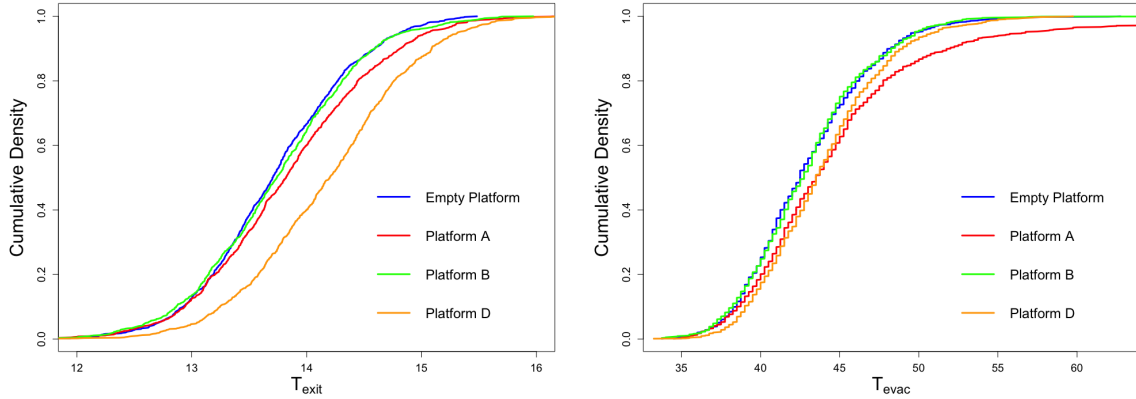 Cumulative Density
1.0
0.8
0.6
0.4
0.2
0.0
Empty Platform
Platform A
Platform B
Platform D
12 13 14 15 16
T_exit
Cumulative Density
1.0
0.8
0.6
0.4
0.2
0.0
Empty Platform
Platform A
Platform B
Platform D
35 40 45 50 55 60
T_evac